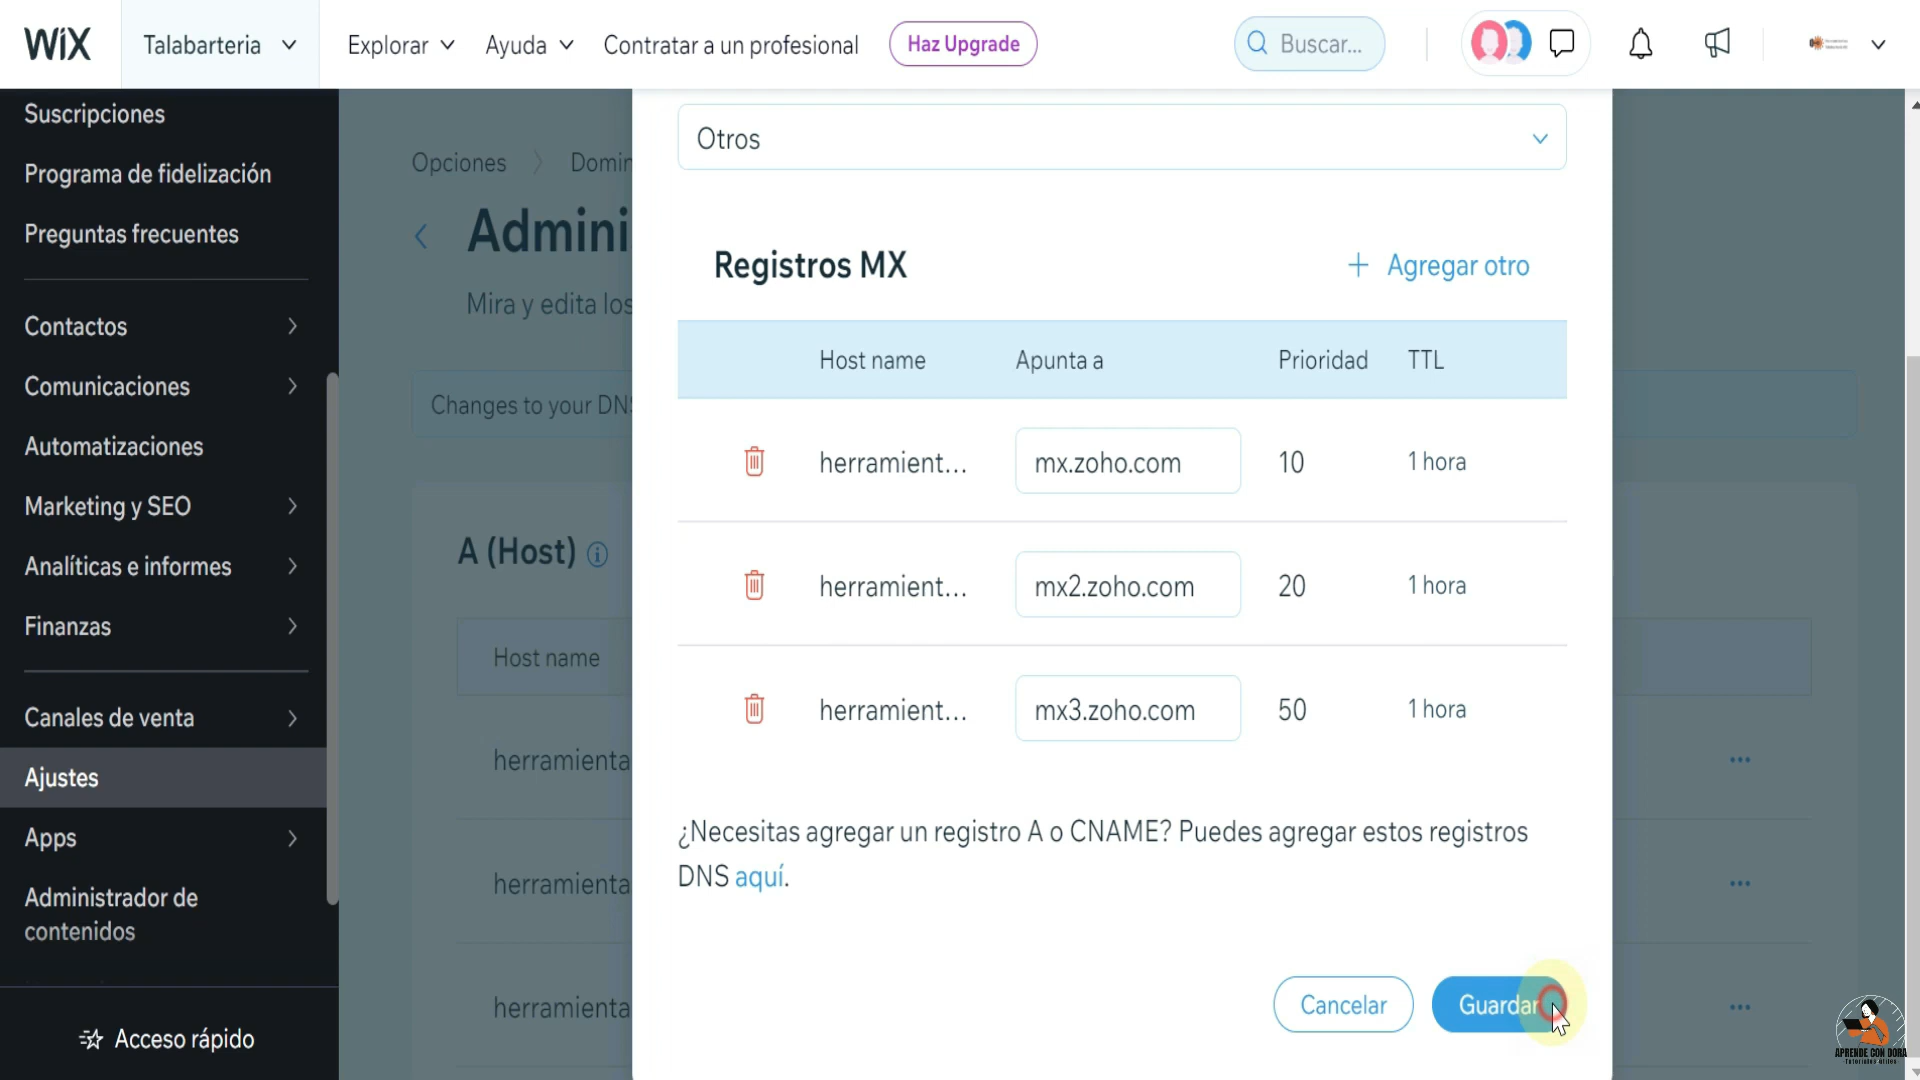 WiX
Talabarteria
Explorar
Ayuda
Contratar a un profesional
Haz Upgrade
Buscar...
Suscripciones
Programa de fidelización
Preguntas frecuentes
Contactos
Comunicaciones
Automatizaciones
Marketing y SEO
Analíticas e informes
Finanzas
Canales de venta
Ajustes
Apps
Administrador de
contenidos
Acceso rápido
Opciones
Admini
Mira y edita los
Changes to your DNS
A (Host)
Host name
herramienta
herramienta
herramienta
Otros
Registros MX
+ Agregar otro
Host name Apunta a Prioridad TTL
herramient... mx.zoho.com 10 1 hora
herramient... mx2.zoho.com 20 1 hora
herramient... mx3.zoho.com 50 1 hora
¿Necesitas agregar un registro A o CNAME? Puedes agregar estos registros
DNS aquí.
Cancelar
Guardar
APRENDE CON DORA